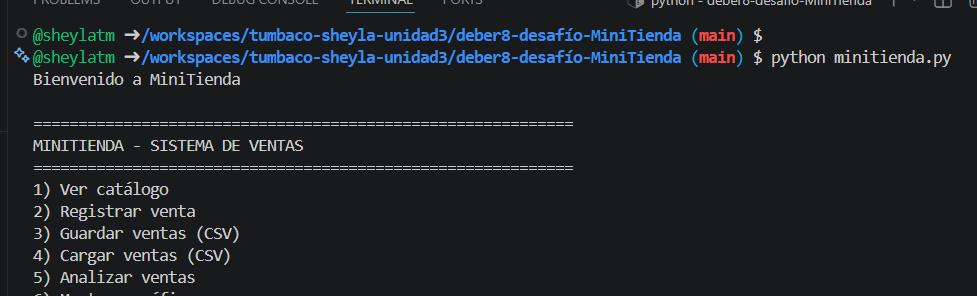 PROBLEMS OUTPUT DEBUG CONSOLE TERMINAL PORTS python - deber8-desafío-MiniTienda
@sheylatm ➜/workspaces/tumbaco-sheyla-unidad3/deber8-desafío-MiniTienda (main) $
@sheylatm ➜/workspaces/tumbaco-sheyla-unidad3/deber8-desafío-MiniTienda (main) $ python minitienda.py
Bienvenido a MiniTienda
============================================================
MINITIENDA - SISTEMA DE VENTAS
============================================================
1) Ver catálogo
2) Registrar venta
3) Guardar ventas (CSV)
4) Cargar ventas (CSV)
5) Analizar ventas